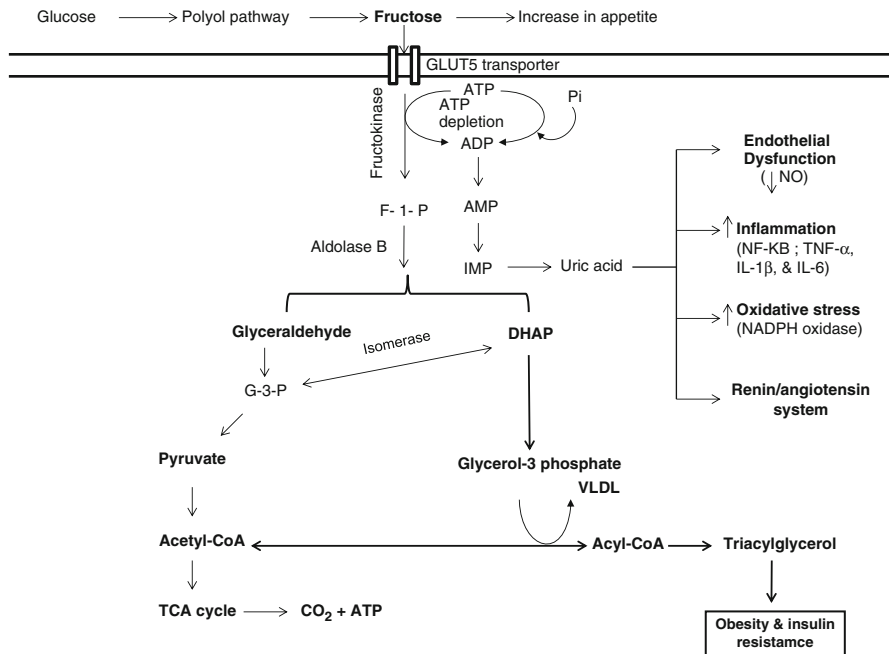 Glucose
Polyol pathway
Fructose
Increase in appetite
GLUT5 transporter
Fructokinase
ATP
ATP
depletion
Pi
ADP
F- 1- P
AMP
Aldolase B
IMP
Uric acid
Endothelial
Dysfunction
(↓ NO)
↑ Inflammation
(NF-KB ; TNF-α,
IL-1β, & IL-6)
↑ Oxidative stress
(NADPH oxidase)
Renin/angiotensin
system
Glyceraldehyde
Isomerase
DHAP
G-3-P
Pyruvate
Glycerol-3 phosphate
VLDL
Acetyl-CoA
Acyl-CoA
Triacylglycerol
TCA cycle
CO2 + ATP
Obesity & insulin
resistamce